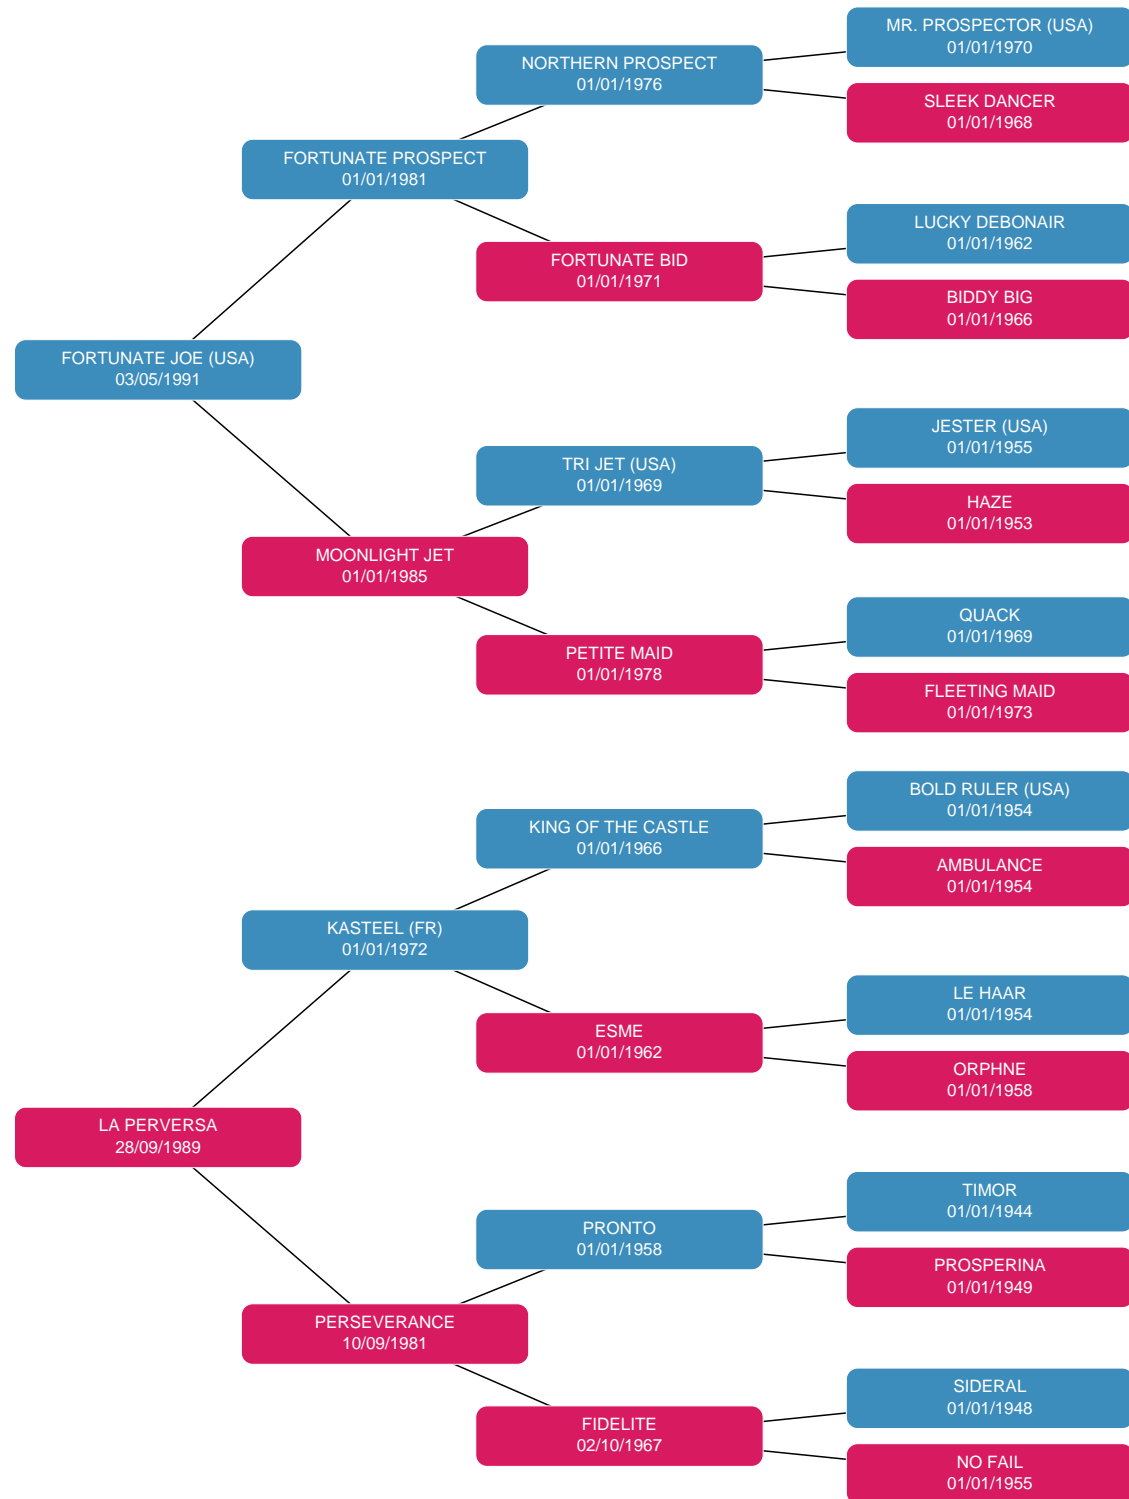 MR. PROSPECTOR (USA)
01/01/1970
NORTHERN PROSPECT
01/01/1976
SLEEK DANCER
01/01/1968
FORTUNATE PROSPECT
01/01/1981
LUCKY DEBONAIR
01/01/1962
FORTUNATE BID
01/01/1971
BIDDY BIG
01/01/1966
FORTUNATE JOE (USA)
03/05/1991
JESTER (USA)
01/01/1955
TRI JET (USA)
01/01/1969
HAZE
01/01/1953
MOONLIGHT JET
01/01/1985
QUACK
01/01/1969
PETITE MAID
01/01/1978
FLEETING MAID
01/01/1973
BOLD RULER (USA)
01/01/1954
KING OF THE CASTLE
01/01/1966
AMBULANCE
01/01/1954
KASTEEL (FR)
01/01/1972
LE HAAR
01/01/1954
ESME
01/01/1962
ORPHNE
01/01/1958
LA PERVERSA
28/09/1989
TIMOR
01/01/1944
PRONTO
01/01/1958
PROSPERINA
01/01/1949
PERSEVERANCE
10/09/1981
SIDERAL
01/01/1948
FIDELITE
02/10/1967
NO FAIL
01/01/1955